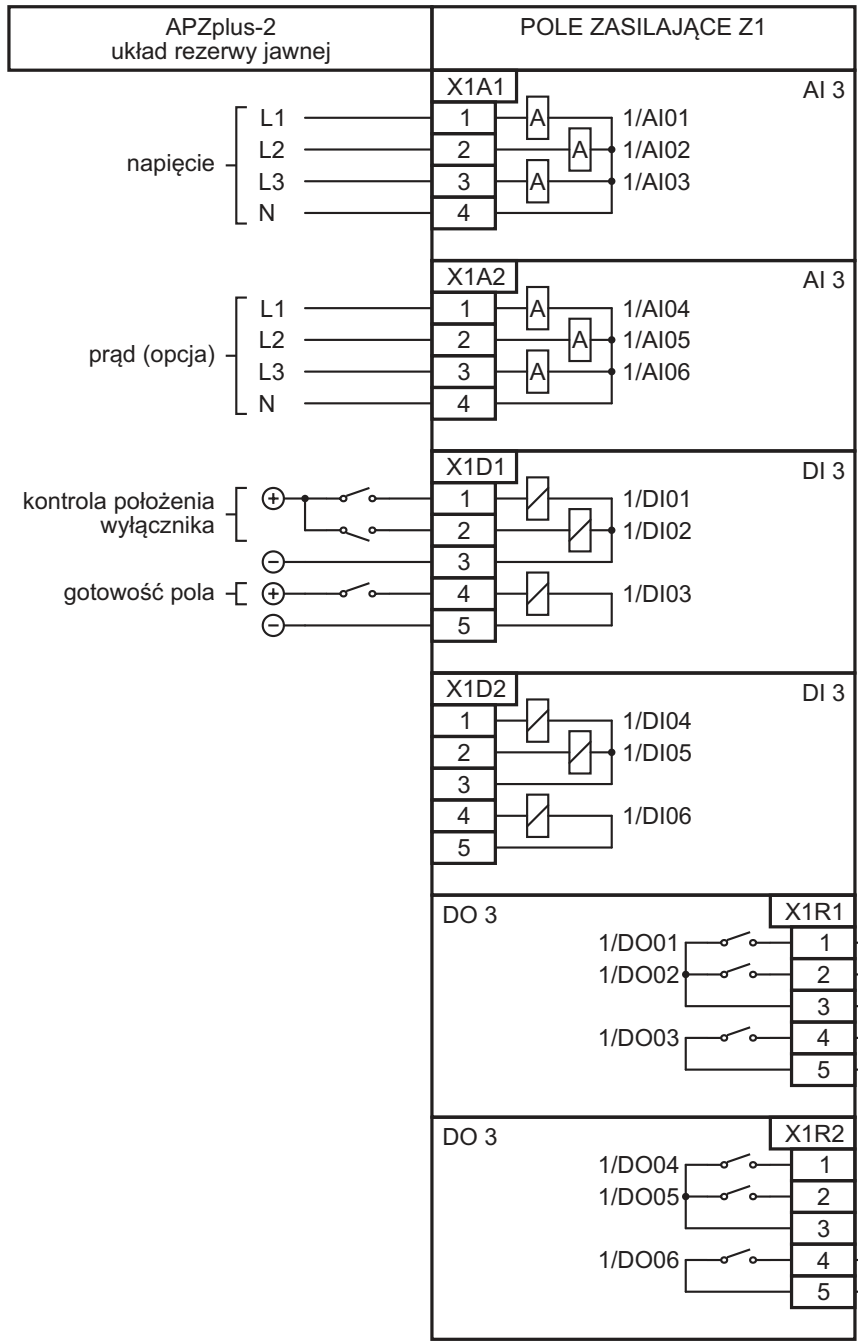 APZplus-2
układ rezerwy jawnej
POLE ZASILAJĄCE Z1
X1A1
AI 3
napięcie
L1
1
A
1/AI01
L2
2
A
1/AI02
L3
3
A
1/AI03
N
4
X1A2
AI 3
prąd (opcja)
L1
1
A
1/AI04
L2
2
A
1/AI05
L3
3
A
1/AI06
N
4
X1D1
DI 3
kontrola położenia
wyłącznika
+
1
1/DI01
2
1/DI02
−
3
gotowość pola
+
4
1/DI03
−
5
X1D2
DI 3
1
1/DI04
2
1/DI05
3
4
1/DI06
5
DO 3
X1R1
1/DO01
1
1/DO02
2
3
1/DO03
4
5
DO 3
X1R2
1/DO04
1
1/DO05
2
3
1/DO06
4
5